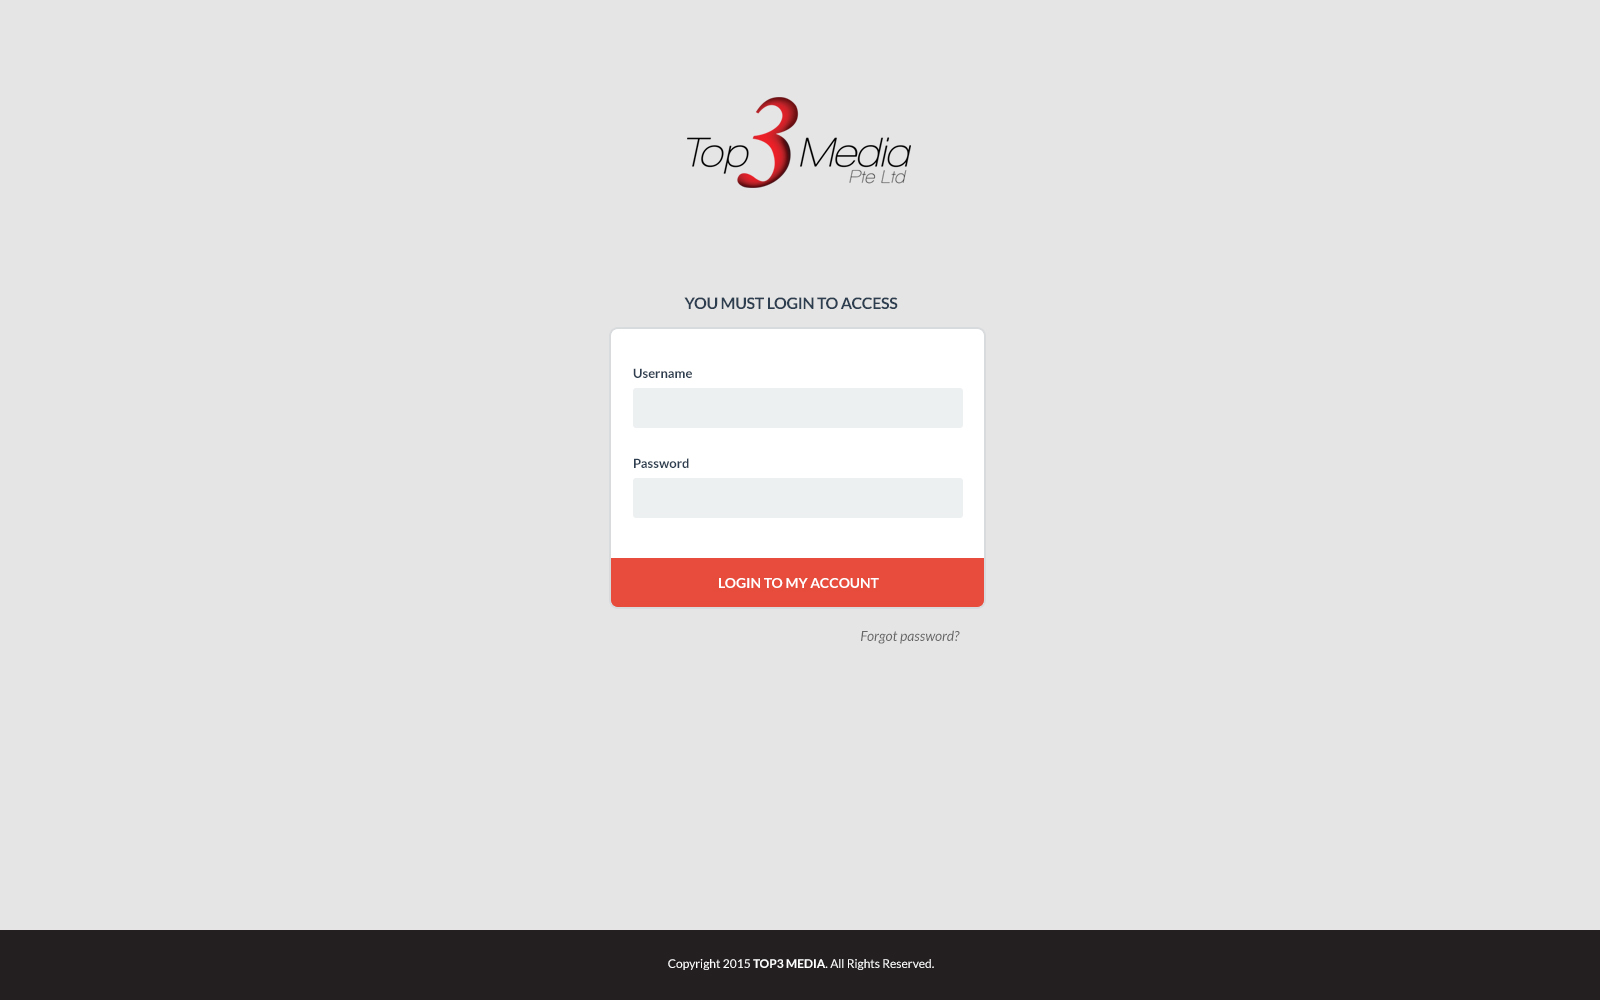 Top 3 Media
Pte Ltd
YOU MUST LOGIN TO ACCESS
Username
Password
LOGIN TO MY ACCOUNT
Forgot password?
Copyright 2015 TOP3 MEDIA. All Rights Reserved.